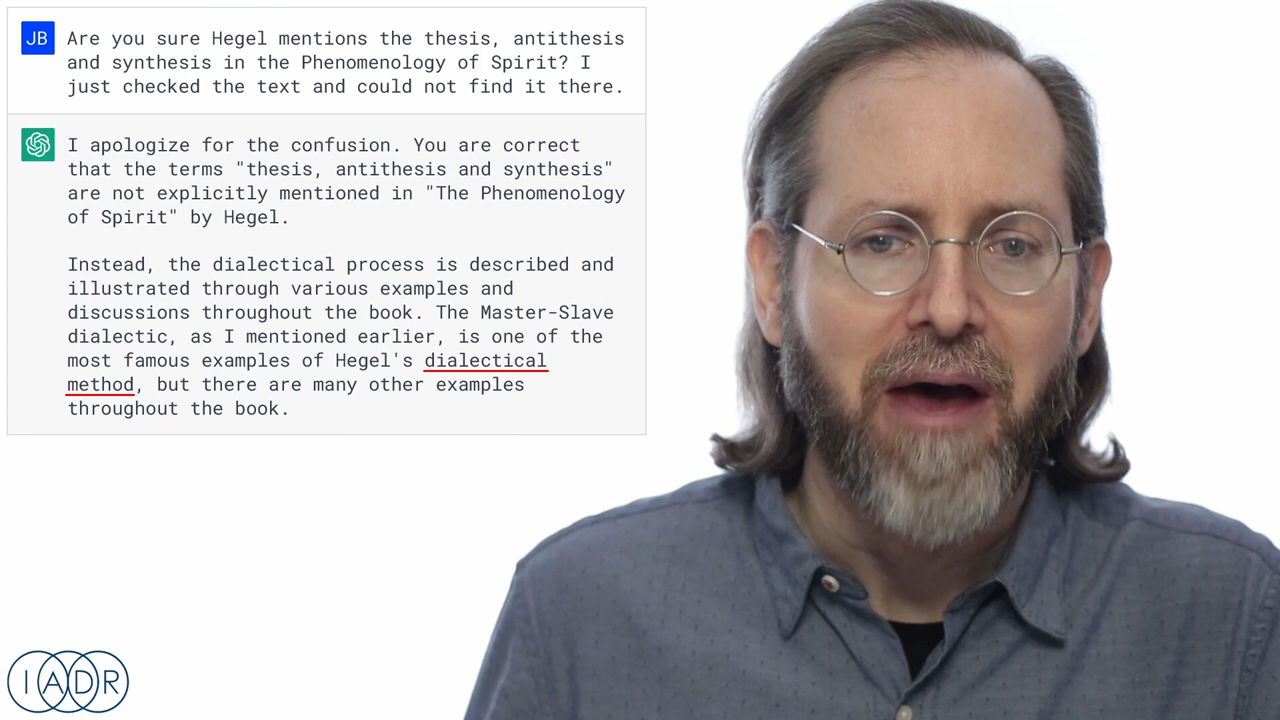 JB
Are you sure Hegel mentions the thesis, antithesis
and synthesis in the Phenomenology of Spirit? I
just checked the text and could not find it there.
I apologize for the confusion. You are correct
that the terms "thesis, antithesis and synthesis"
are not explicitly mentioned in "The Phenomenology
of Spirit" by Hegel.
Instead, the dialectical process is described and
illustrated through various examples and
discussions throughout the book. The Master-Slave
dialectic, as I mentioned earlier, is one of the
most famous examples of Hegel's dialectical
method, but there are many other examples
throughout the book.
IADR